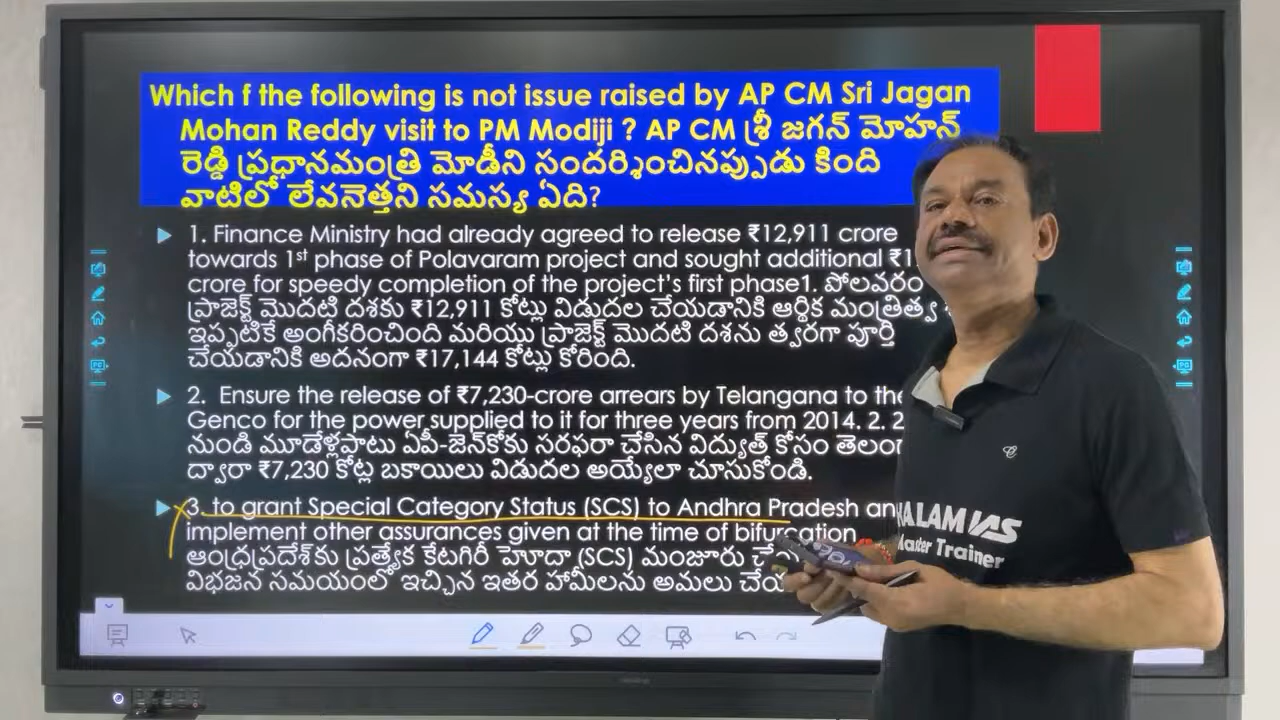 Which f the following is not issue raised by AP CM Sri Jagan
Mohan Reddy visit to PM Modiji ? AP CM శ్రీ జగన్ మోహన్
రెడ్డి ప్రధానమంత్రి మోడీని సందర్శించినప్పుడు కింది
వాటిలో లేవనెత్తని సమస్య ఏది?
1. Finance Ministry had already agreed to release ₹12,911 crore
towards 1st phase of Polavaram project and sought additional
crore for speedy completion of the project's first phase1. పోలవరం
ప్రాజెక్ట్ మొదటి దశకు ₹12,911 కోట్లు విడుదల చేయడానికి ఆర్థిక మంత్రిత్వ
ఇప్పటికే అంగీకరించింది మరియు ప్రాజెక్ట్ మొదటి దశను త్వరగా పూర్తి
చేయడానికి అదనంగా ₹17,144 కోట్లు కోరింది.
2. Ensure the release of ₹7,230-crore arrears by Telangana to the
Genco for the power supplied to it for three years from 2014. 2.
నుండి మూడేళ్లపాటు ఏపీ-జెన్‌కోకు సరఫరా చేసిన విద్యుత్ కోసం
ద్వారా ₹7,230 కోట్ల బకాయిలు విడుదల అయ్యేలా చూసుకోండి.
3. to grant Special Category Status (SCS) to Andhra Pradesh
implement other assurances given at the time of bifurcation
ఆంధ్రప్రదేశ్‌కు ప్రత్యేక కేటగిరీ హోదా (SCS) మంజూరు
విభజన సమయంలో ఇచ్చిన ఇతర హామీలను అమలు
KALAM IAS
Master Trainer